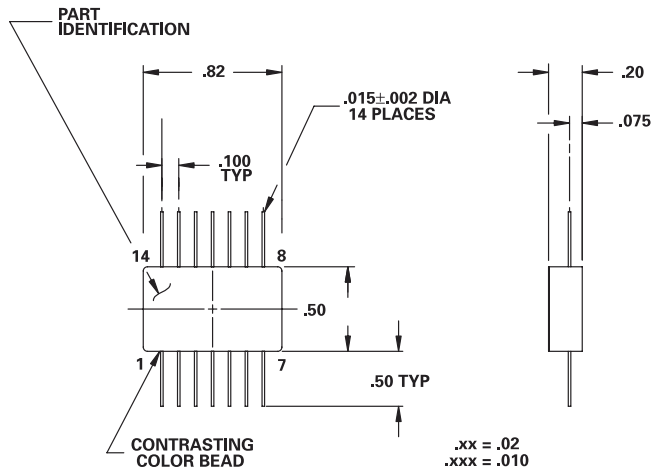 PART
IDENTIFICATION
.82
.20
.015±.002 DIA
14 PLACES
.075
.100
TYP
14
8
.50
1
7
.50 TYP
CONTRASTING
COLOR BEAD
.xx = .02
.xxx = .010